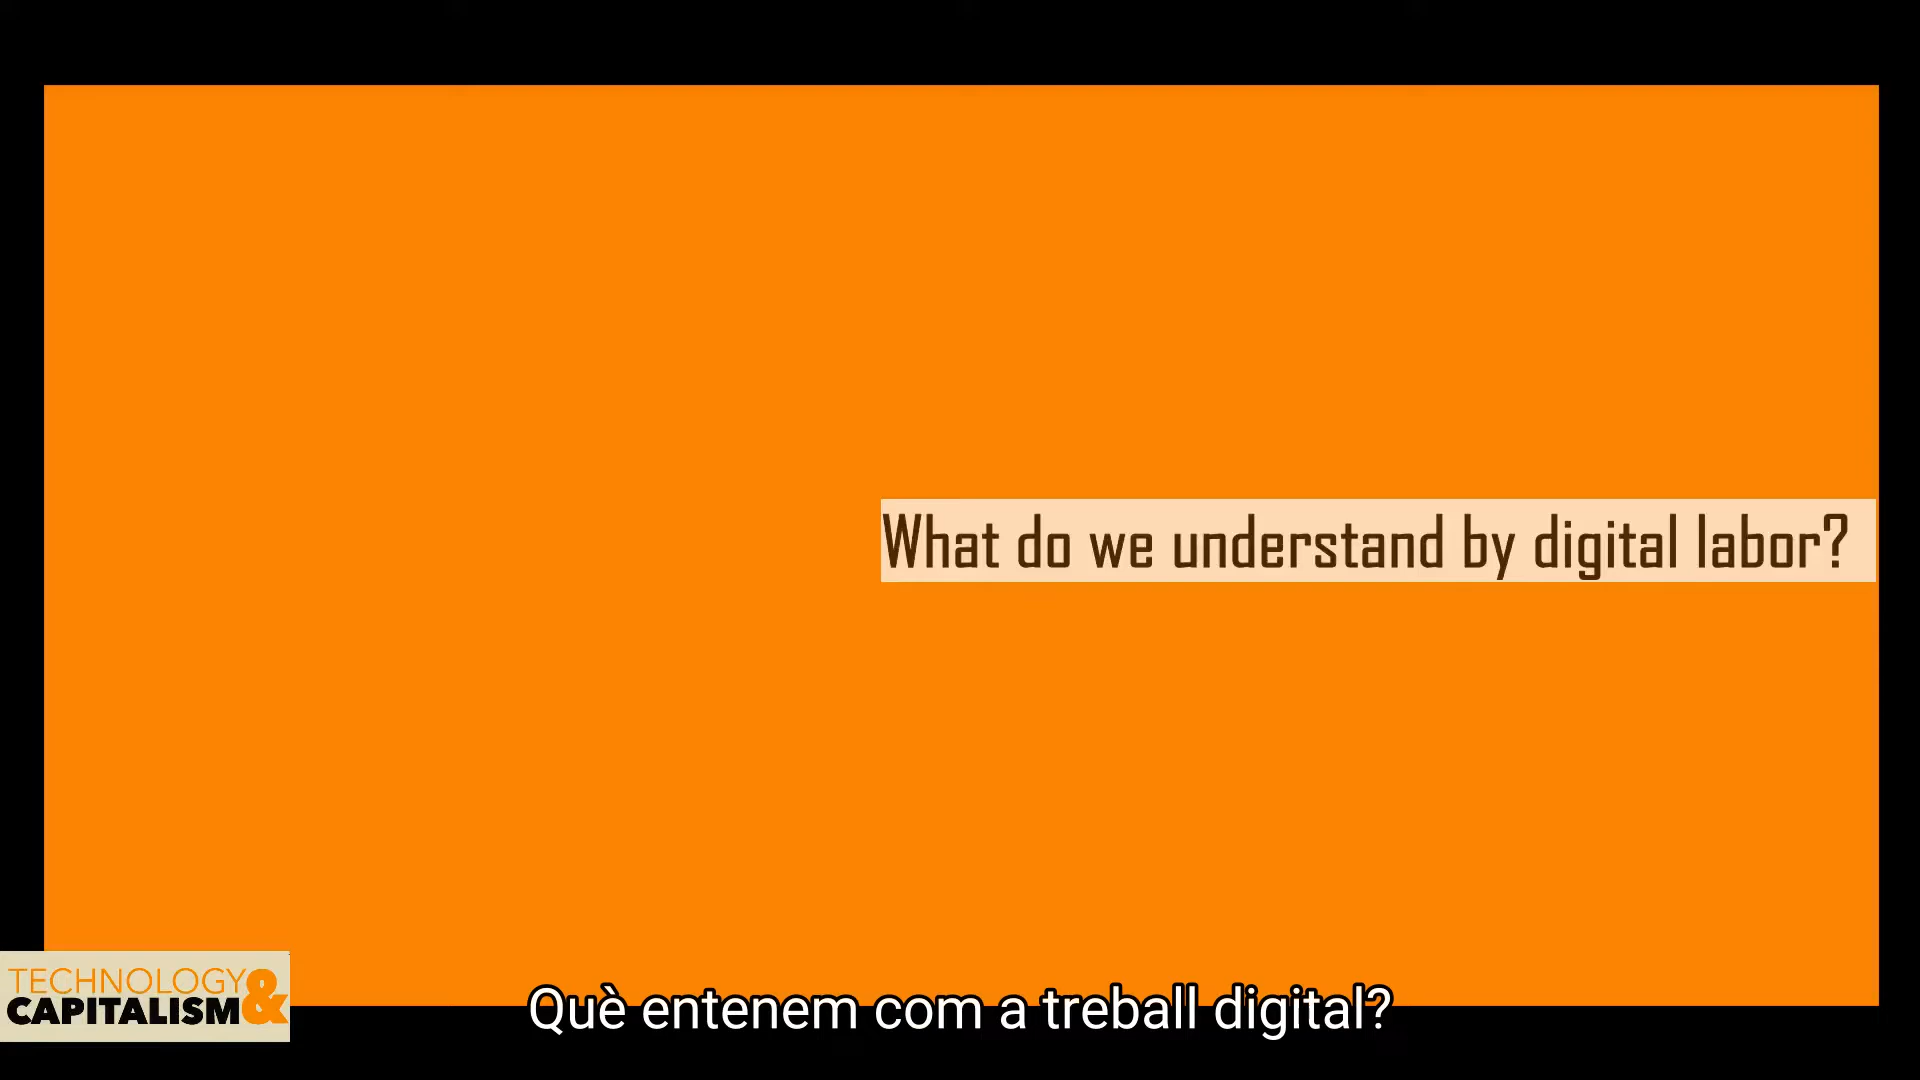 What do we understand by digital labor?
TECHNOLOGY &
CAPITALISM
Què entenem com a treball digital?